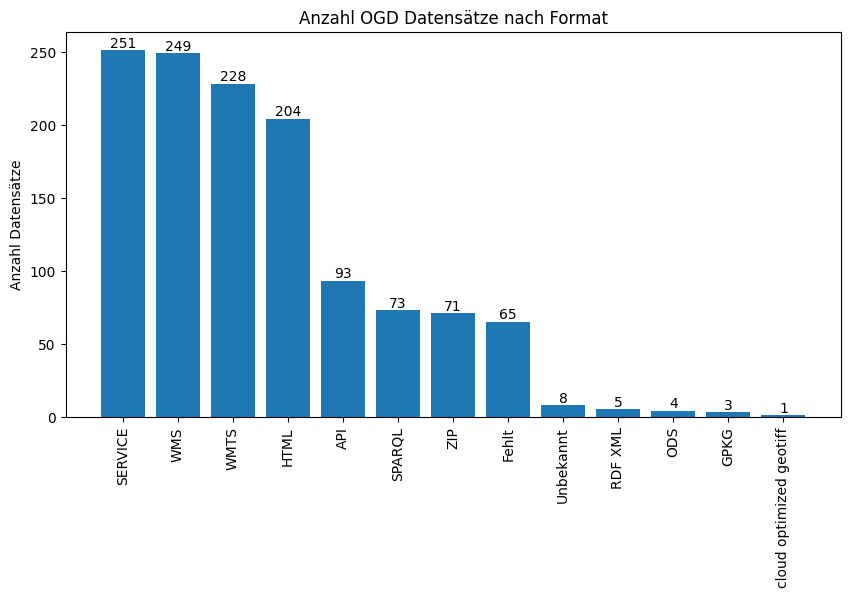 Anzahl OGD Datensätze nach Format
Anzahl Datensätze
250
200
150
100
50
0
251
249
228
204
93
73
71
65
8
5
4
3
1
SERVICE
WMS
WMTS
HTML
API
SPARQL
ZIP
Fehlt
Unbekannt
RDF XML
ODS
GPKG
cloud optimized geotiff